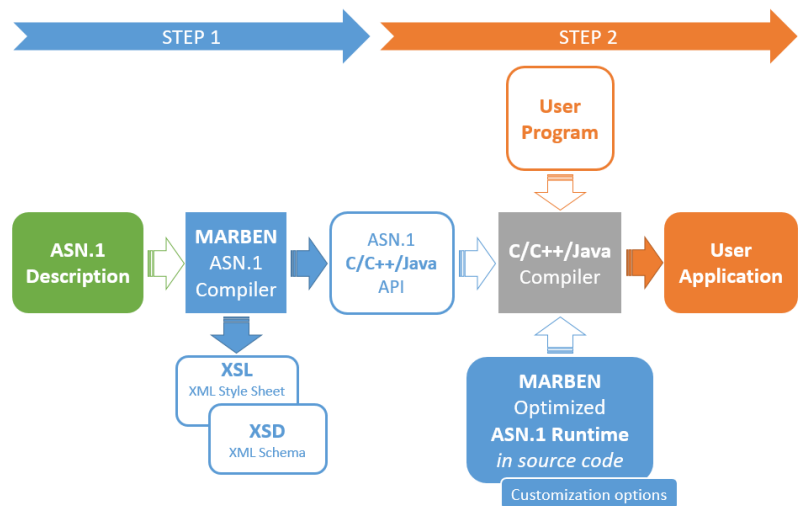 STEP 1
STEP 2
User
Program
ASN.1
Description
MARBEN
ASN.1
Compiler
ASN.1
C/C++/Java
API
C/C++/Java
Compiler
User
Application
XSL
XML Style Sheet
XSD
XML Schema
MARBEN
Optimized
ASN.1 Runtime
in source code
Customization options